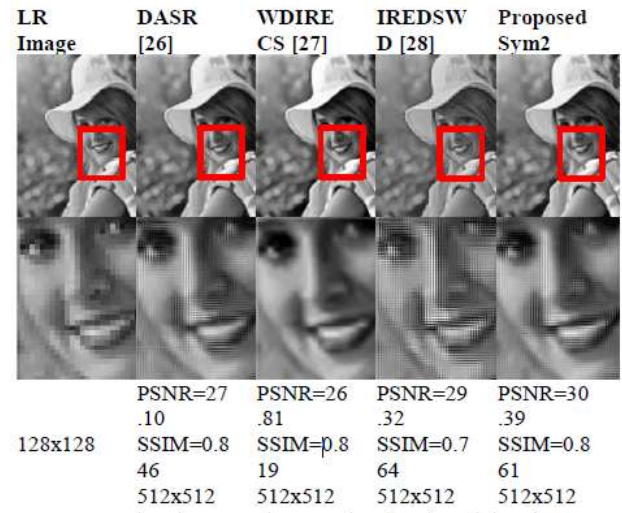 LR DASR WDIRE IREDSW Proposed
Image [26] CS [27] D [28] Sym2
PSNR=27 PSNR=26 PSNR=29 PSNR=30
.10 .81 .32 .39
128x128 SSIM=0.8 SSIM=0.8 SSIM=0.7 SSIM=0.8
46 19 64 61
512x512 512x512 512x512 512x512